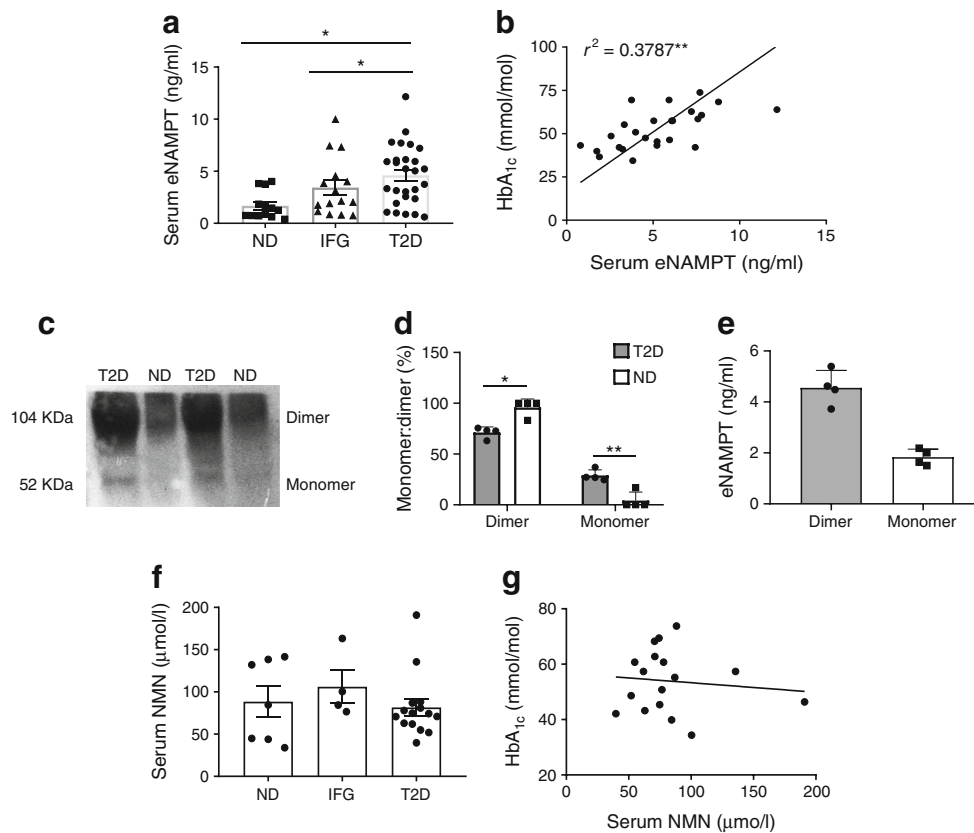 a
*
*
Serum eNAMPT (ng/ml)
15
10
5
0
ND IFG T2D
b
r² = 0.3787**
HbA1c (mmol/mol)
100
75
50
25
0
0 5 10 15
Serum eNAMPT (ng/ml)
c
T2D ND T2D ND
104 KDa Dimer
52 KDa Monomer
d
T2D
ND
*
**
Monomer:dimer (%)
150
100
50
0
Dimer Monomer
e
eNAMPT (ng/ml)
6
4
2
0
Dimer Monomer
f
Serum NMN (μmol/l)
200
150
100
50
0
ND IFG T2D
g
HbA1c (mmol/mol)
80
60
40
20
0 50 100 150 200
Serum NMN (μmol/l)